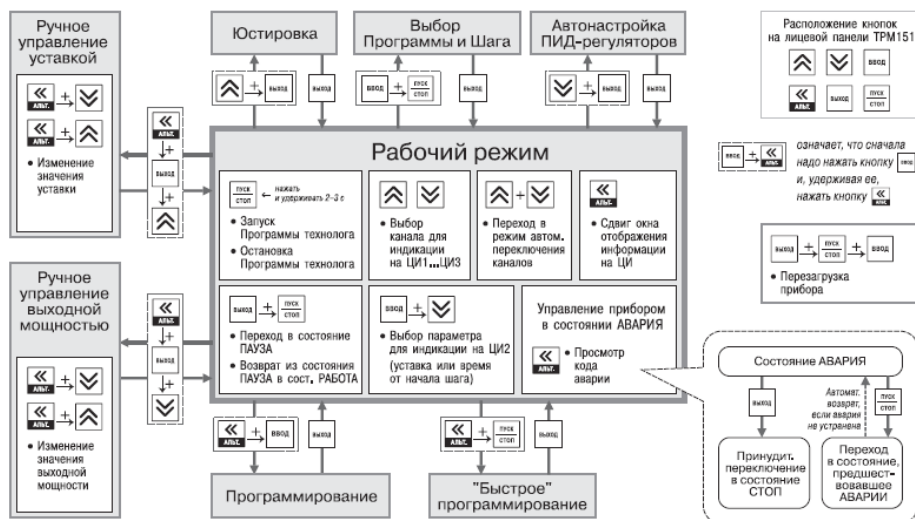 Ручное
управление
уставкой
«
АЛЬТ.
+
«
АЛЬТ.
+
• Изменение
значения
уставки
«
АЛЬТ.
+
ВЫХОД
+
Юстировка
+
ВЫХОД
ВЫХОД
Выбор
Программы и Шага
ВВОД
+
ПУСК
СТОП
ВЫХОД
Автонастройка
ПИД-регуляторов
+
ВЫХОД
ВЫХОД
Расположение кнопок
на лицевой панели ТРМ151
ВВОД
«
АЛЬТ.
ВЫХОД
ПУСК
СТОП
ВВОД
+
«
АЛЬТ.
означает, что сначала
надо нажать кнопку ВВОД
и, удерживая ее,
нажать кнопку «
АЛЬТ.
ВЫХОД
+
ПУСК
СТОП
+
ВВОД
• Перезагрузка
прибора
Рабочий режим
ПУСК
СТОП
нажать
и удерживать 2–3 с
• Запуск
Программы технолога
• Остановка
Программы технолога
• Выбор
канала для
индикации
на ЦИ1...ЦИ3
+
• Переход в
режим автом.
переключения
каналов
«
АЛЬТ.
• Сдвиг окна
отображения
информации
на ЦИ
ВЫХОД
+
ПУСК
СТОП
• Переход в состояние
ПАУЗА
• Возврат из состояния
ПАУЗА в сост. РАБОТА
ВВОД
+
• Выбор параметра
для индикации на ЦИ2
(уставка или время
от начала шага)
Управление прибором
в состоянии АВАРИЯ
«
АЛЬТ.
• Просмотр
кода
аварии
Ручное
управление
выходной
мощностью
«
АЛЬТ.
+
«
АЛЬТ.
+
• Изменение
значения
выходной
мощности
«
АЛЬТ.
+
ВЫХОД
+
«
АЛЬТ.
+
ВВОД
ВЫХОД
Программирование
«
АЛЬТ.
+
ПУСК
СТОП
ВЫХОД
"Быстрое"
программирование
Состояние АВАРИЯ
ВЫХОД
Автомат.
возврат,
если авария
не устранена
ПУСК
СТОП
Принудит.
переключение
в состояние
СТОП
Переход
в состояние,
предшест-
вовавшее
АВАРИИ